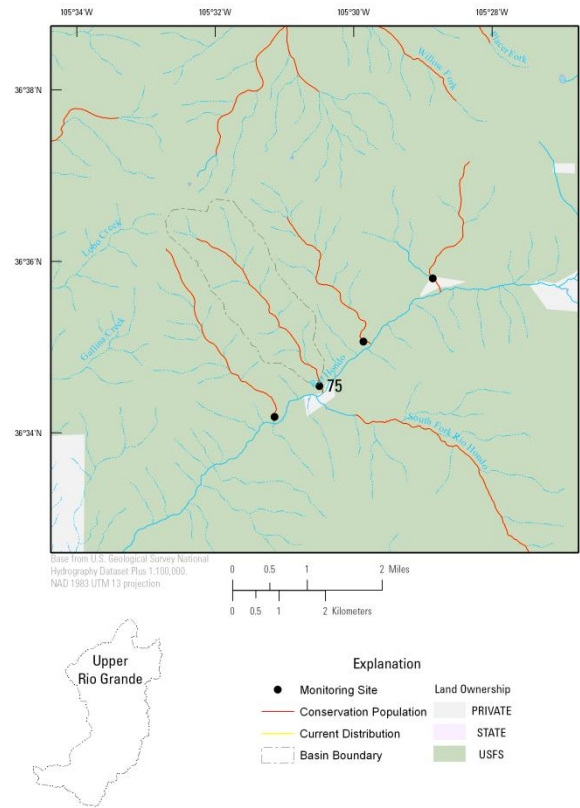 105°34'W
105°32'W
105°30'W
105°28'W
36°38'N
36°36'N
36°34'N
Willow Fork
Placer Fork
Lobo Creek
Gallina Creek
Rio Hondo
75
South Fork Rio Hondo
Base from U.S. Geological Survey National
Hydrography Dataset Plus 1:100,000.
NAD 1983 UTM 13 projection
0 0.5 1 2 Miles
0 0.5 1 2 Kilometers
Upper
Rio Grande
Explanation
Monitoring Site
Conservation Population
Current Distribution
Basin Boundary
Land Ownership
PRIVATE
STATE
USFS